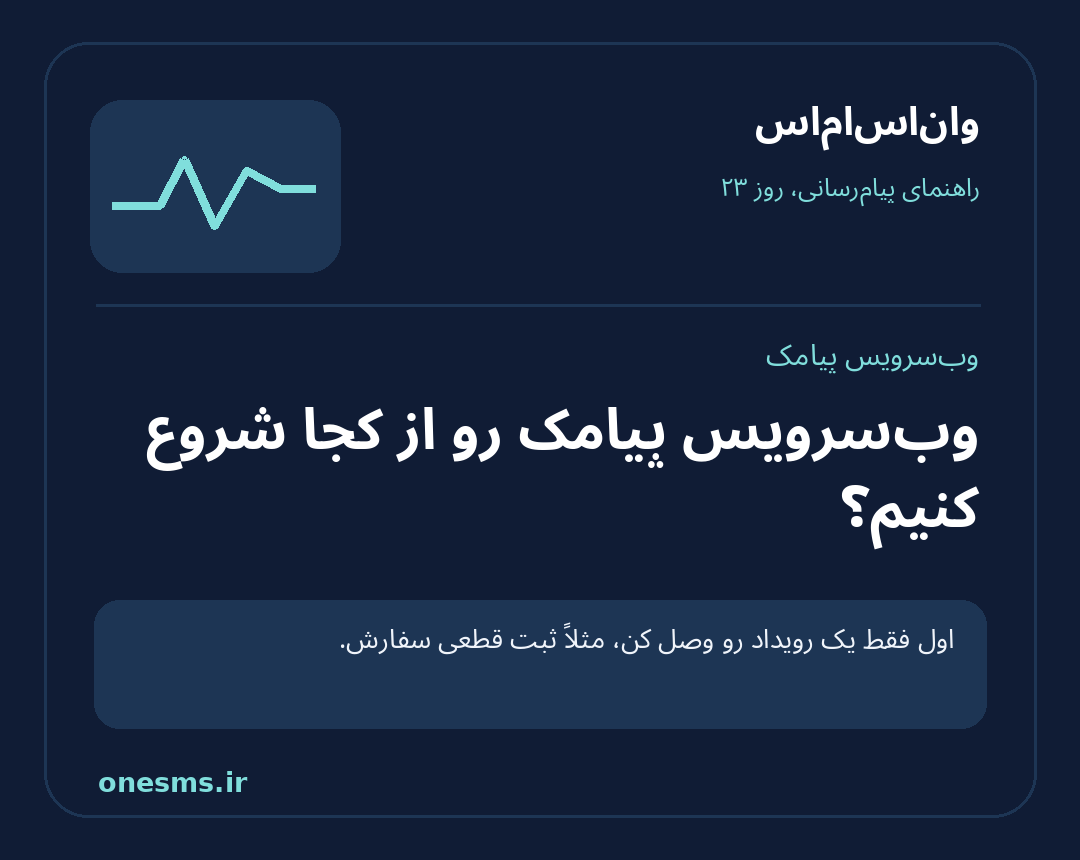 وان‌اس‌ام‌اس
راهنمای پیام‌رسانی، روز ۲۳
وب‌سرویس پیامک
وب‌سرویس پیامک رو از کجا شروع
کنیم؟
اول فقط یک رویداد رو وصل کن، مثلاً ثبت قطعی سفارش.
onesms.ir